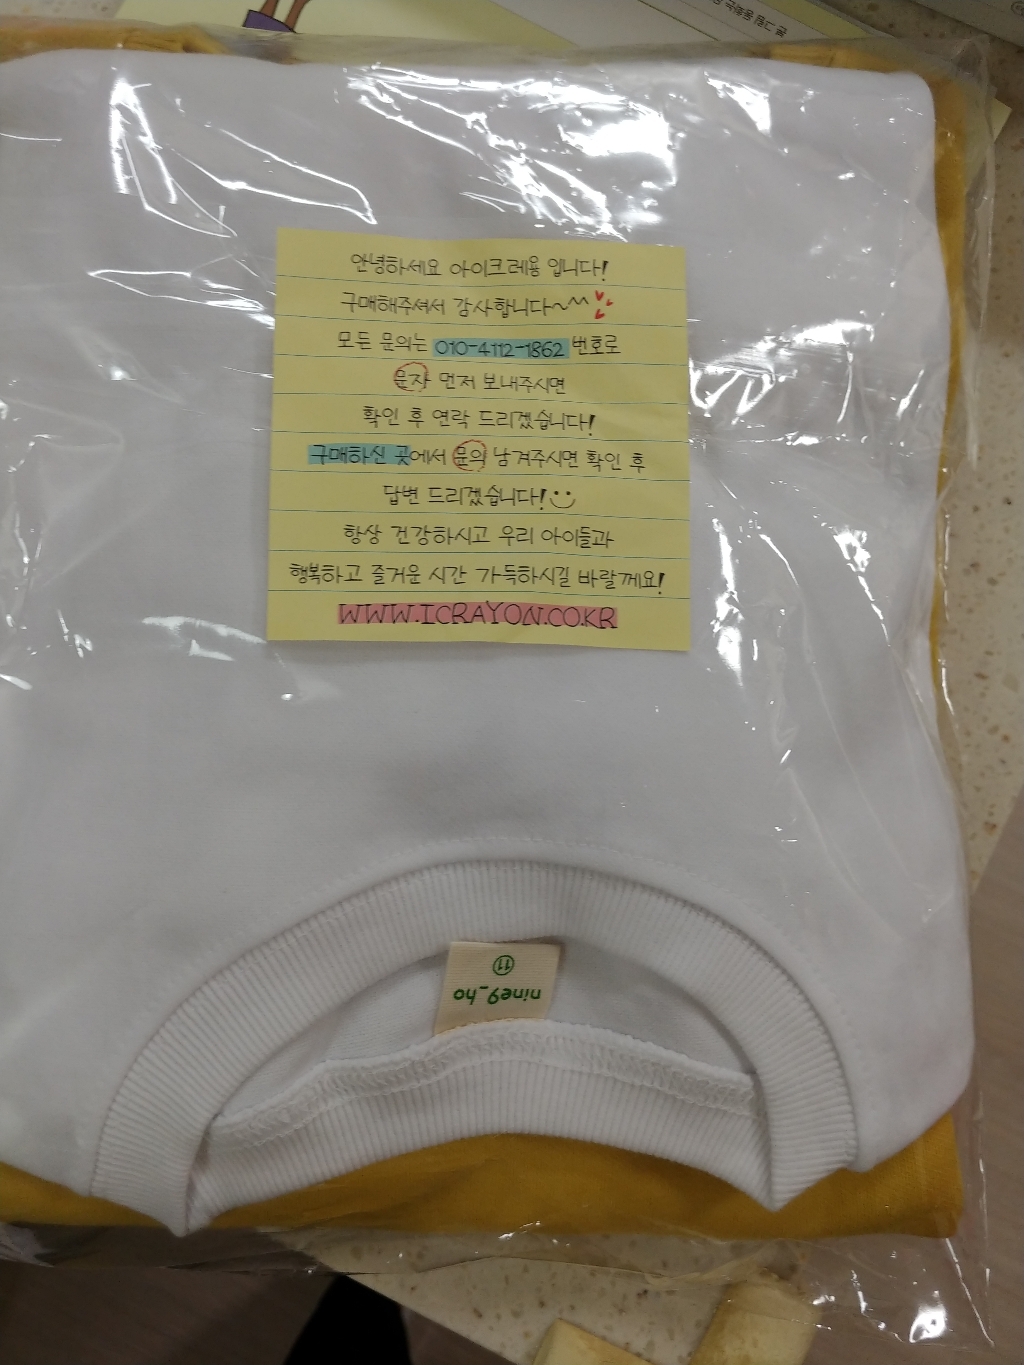 안녕하세요 아이크레용 입니다!
구매해주셔서 감사합니다~^^
모든 문의는 010-4112-1862 번호로
문자 먼저 보내주시면
확인 후 연락 드리겠습니다!
구매하신 곳에서 문의 남겨주시면 확인 후
답변 드리겠습니다!
항상 건강하시고 우리 아이들과
행복하고 즐거운 시간 가득하시길 바랄께요!
WWW.ICRAYON.CO.KR
nine9_ho
⑪